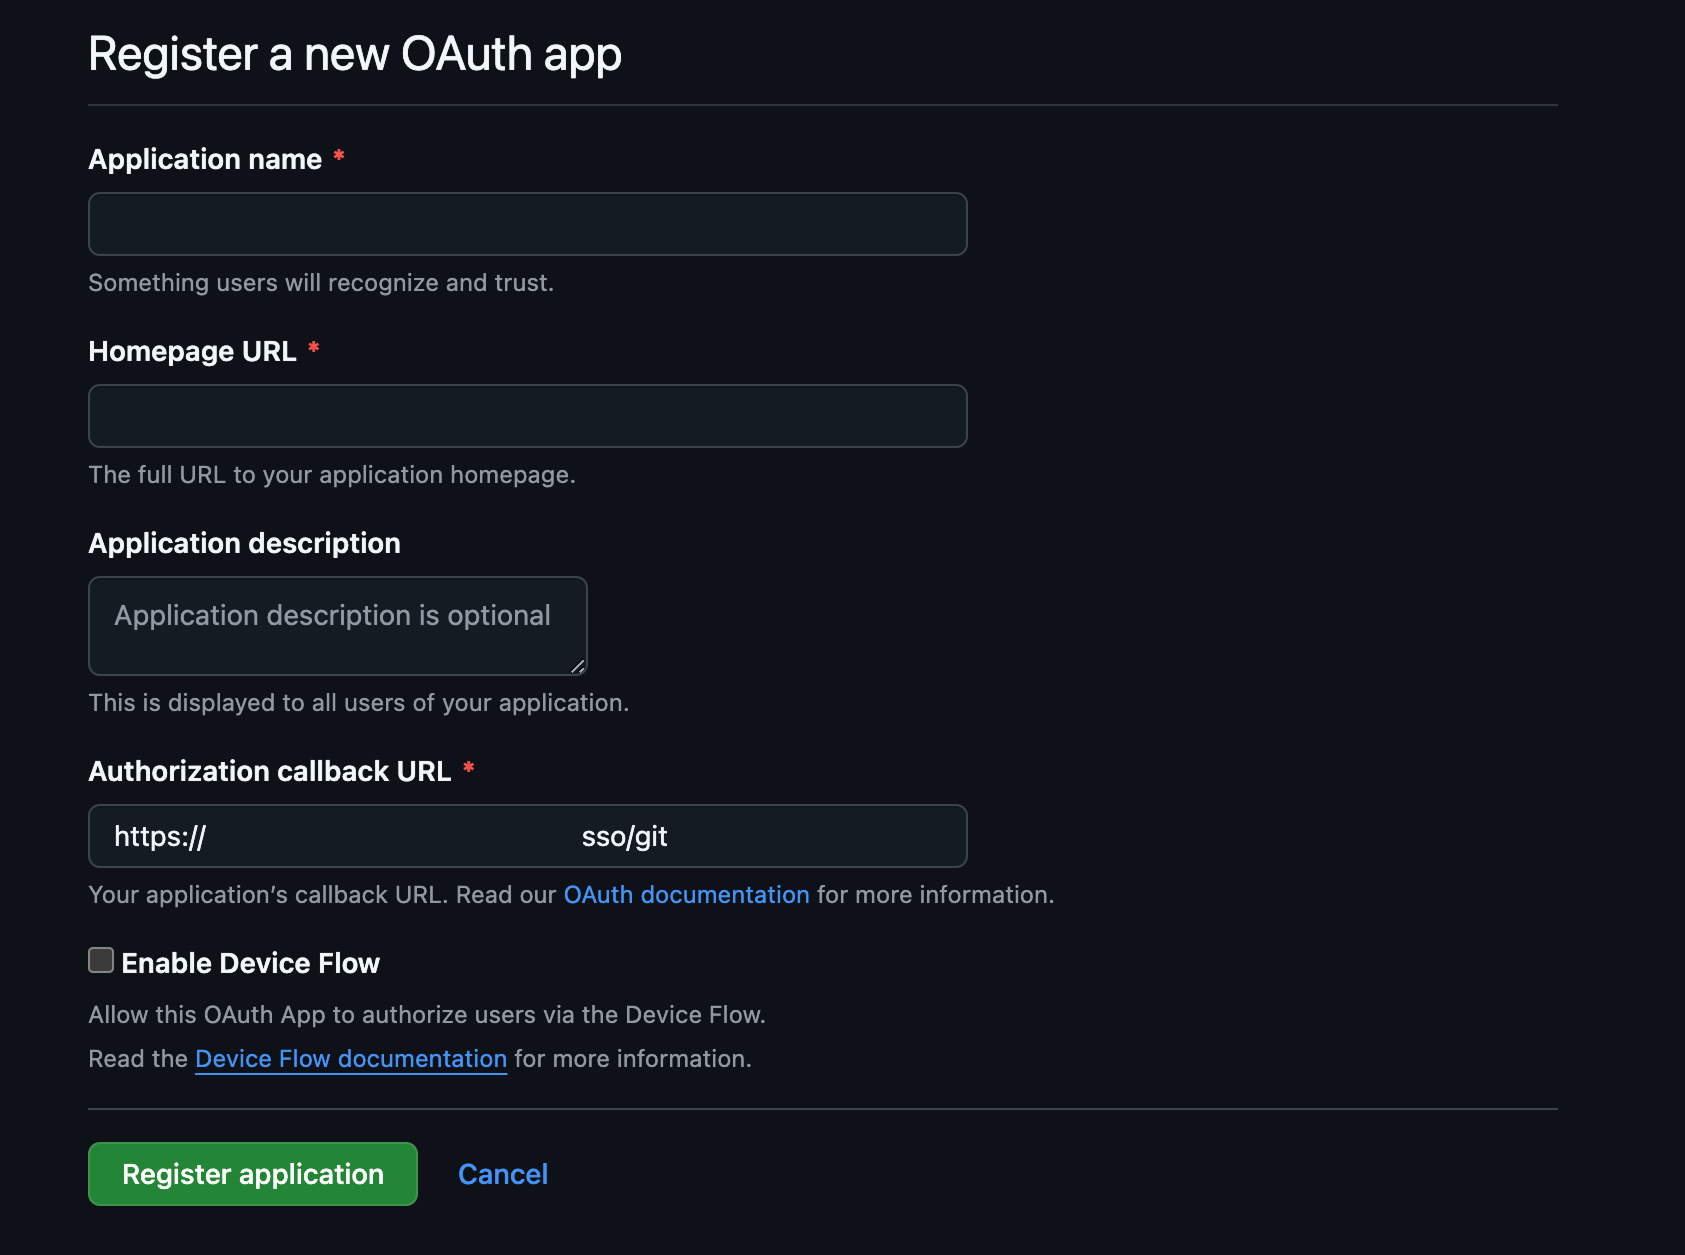 Register a new OAuth app
Application name *
Something users will recognize and trust.
Homepage URL *
The full URL to your application homepage.
Application description
Application description is optional
This is displayed to all users of your application.
Authorization callback URL *
https:// sso/git
Your application’s callback URL. Read our OAuth documentation for more information.
Enable Device Flow
Allow this OAuth App to authorize users via the Device Flow.
Read the Device Flow documentation for more information.
Register application Cancel